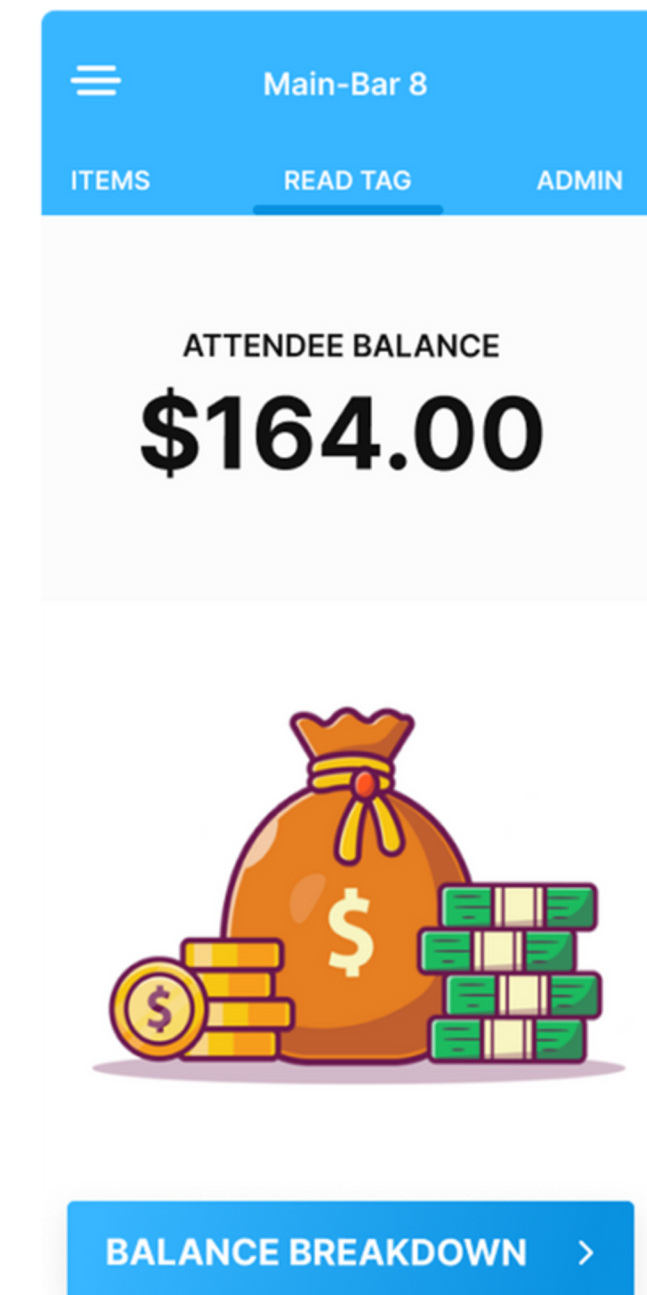 Main-Bar 8
ITEMS READ TAG ADMIN
ATTENDEE BALANCE
$164.00
$
$
BALANCE BREAKDOWN